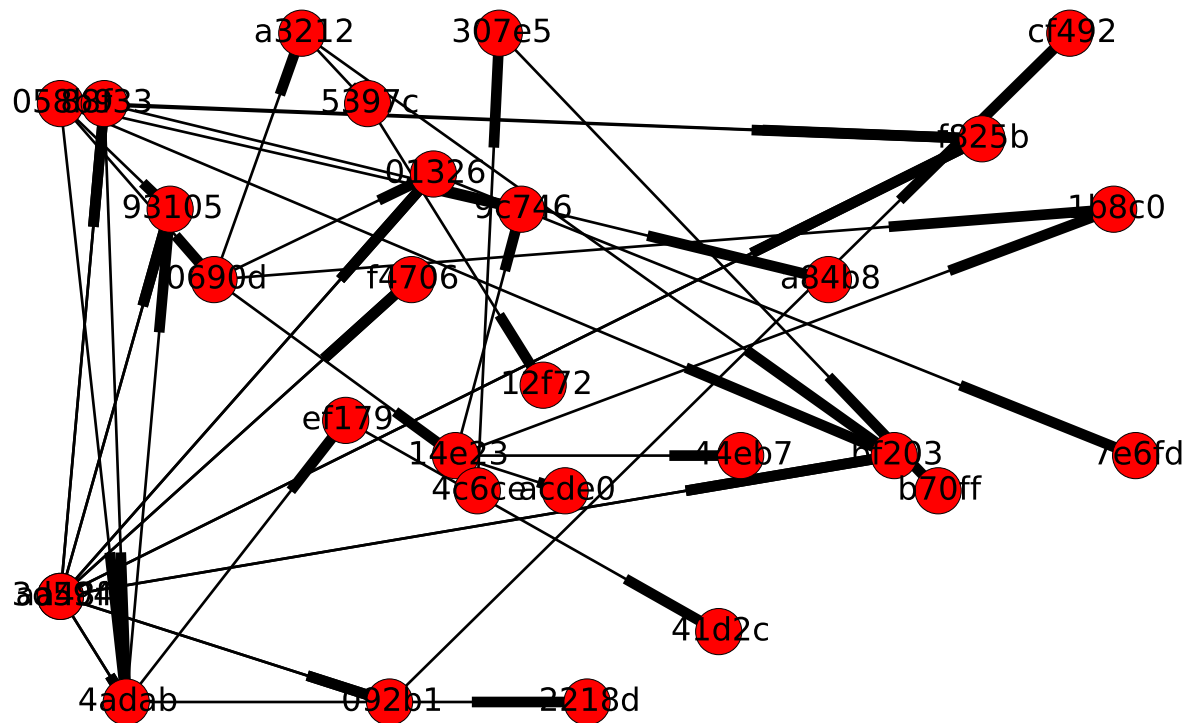 a3212
307e5
cf492
5397c
f825b
01326
93105
9c746
1b8c0
0690d
f4706
a84b8
12f72
ef179
14e23
44eb7
bf203
7e6fd
4c6ce
acde0
b70ff
41d2c
4adab
092b1
2218d